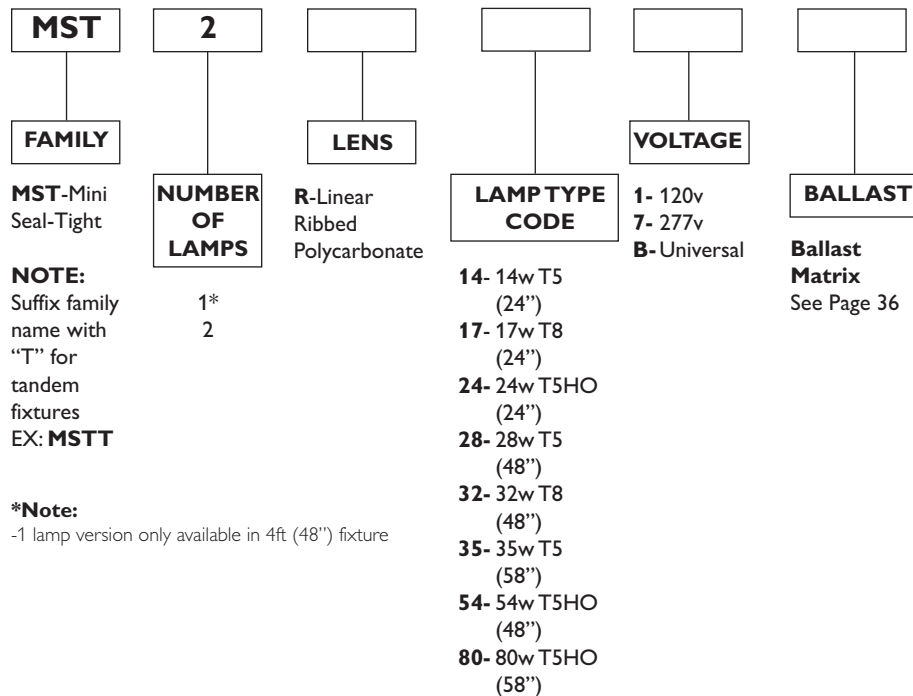 MST
2
FAMILY
MST-Mini
Seal-Tight
NOTE:
Suffix family
name with
“T” for
tandem
fixtures
EX: MSTT
NUMBER
OF
LAMPS
1*
2
LENS
R-Linear
Ribbed
Polycarbonate
LAMP TYPE
CODE
14- 14w T5
(24”)
17- 17w T8
(24”)
24- 24w T5HO
(24”)
28- 28w T5
(48”)
32- 32w T8
(48”)
35- 35w T5
(58”)
54- 54w T5HO
(48”)
80- 80w T5HO
(58”)
VOLTAGE
1- 120v
7- 277v
B- Universal
BALLAST
Ballast
Matrix
See Page 36
*Note:
-1 lamp version only available in 4ft (48”) fixture